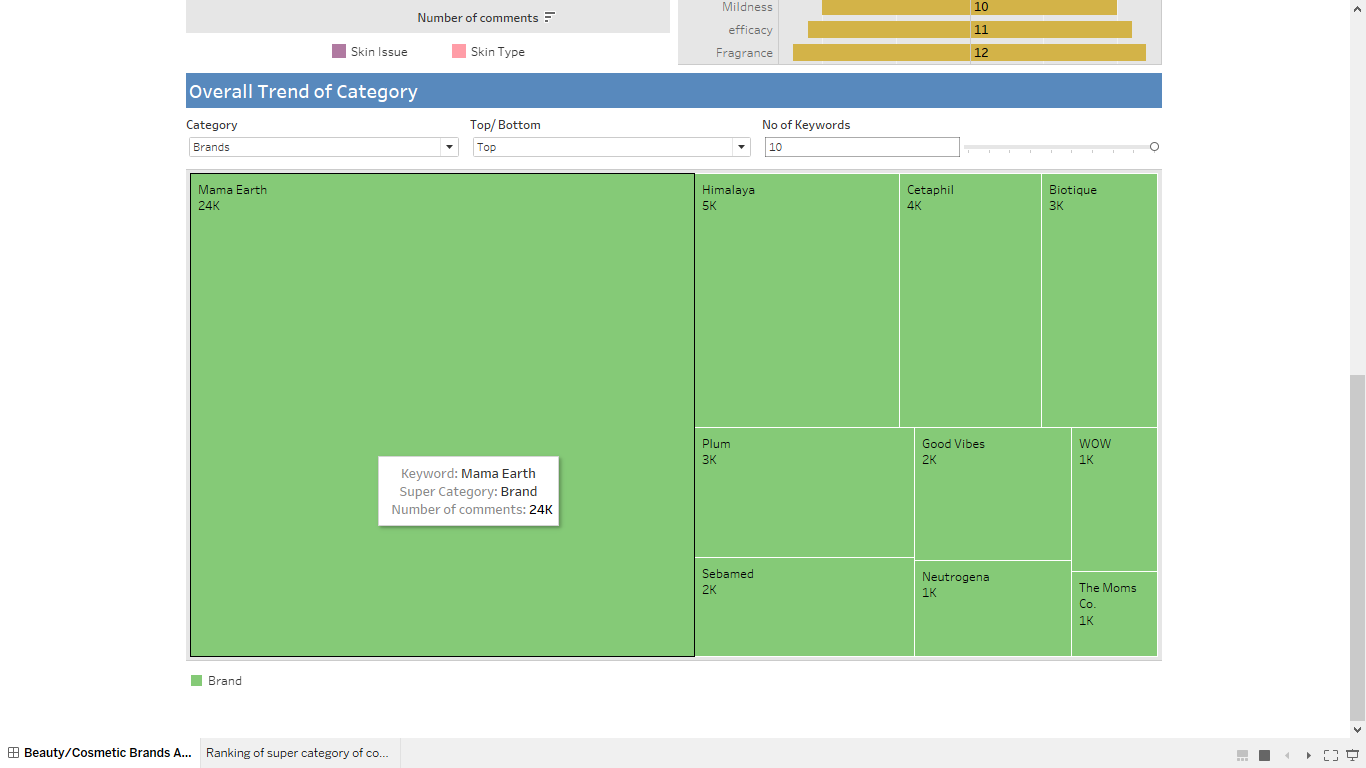 Number of comments
Skin Issue
Skin Type
Mildness 10
efficacy 11
Fragrance 12
Overall Trend of Category
Category
Top/ Bottom
No of Keywords
Brands
Top
10
Mama Earth
24K
Himalaya
5K
Cetaphil
4K
Biotique
3K
Plum
3K
Good Vibes
2K
WOW
1K
Keyword: Mama Earth
Super Category: Brand
Number of comments: 24K
Sebamed
2K
Neutrogena
1K
The Moms
Co.
1K
Brand
Beauty/Cosmetic Brands A...
Ranking of super category of co...